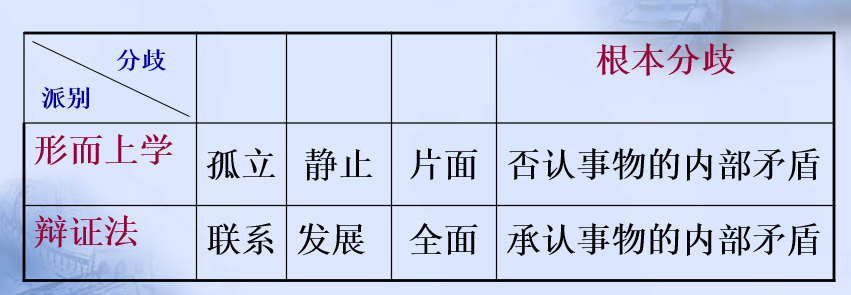 分歧
派别
根本分歧
形而上学 孤立 静止 片面 否认事物的内部矛盾
辩证法 联系 发展 全面 承认事物的内部矛盾